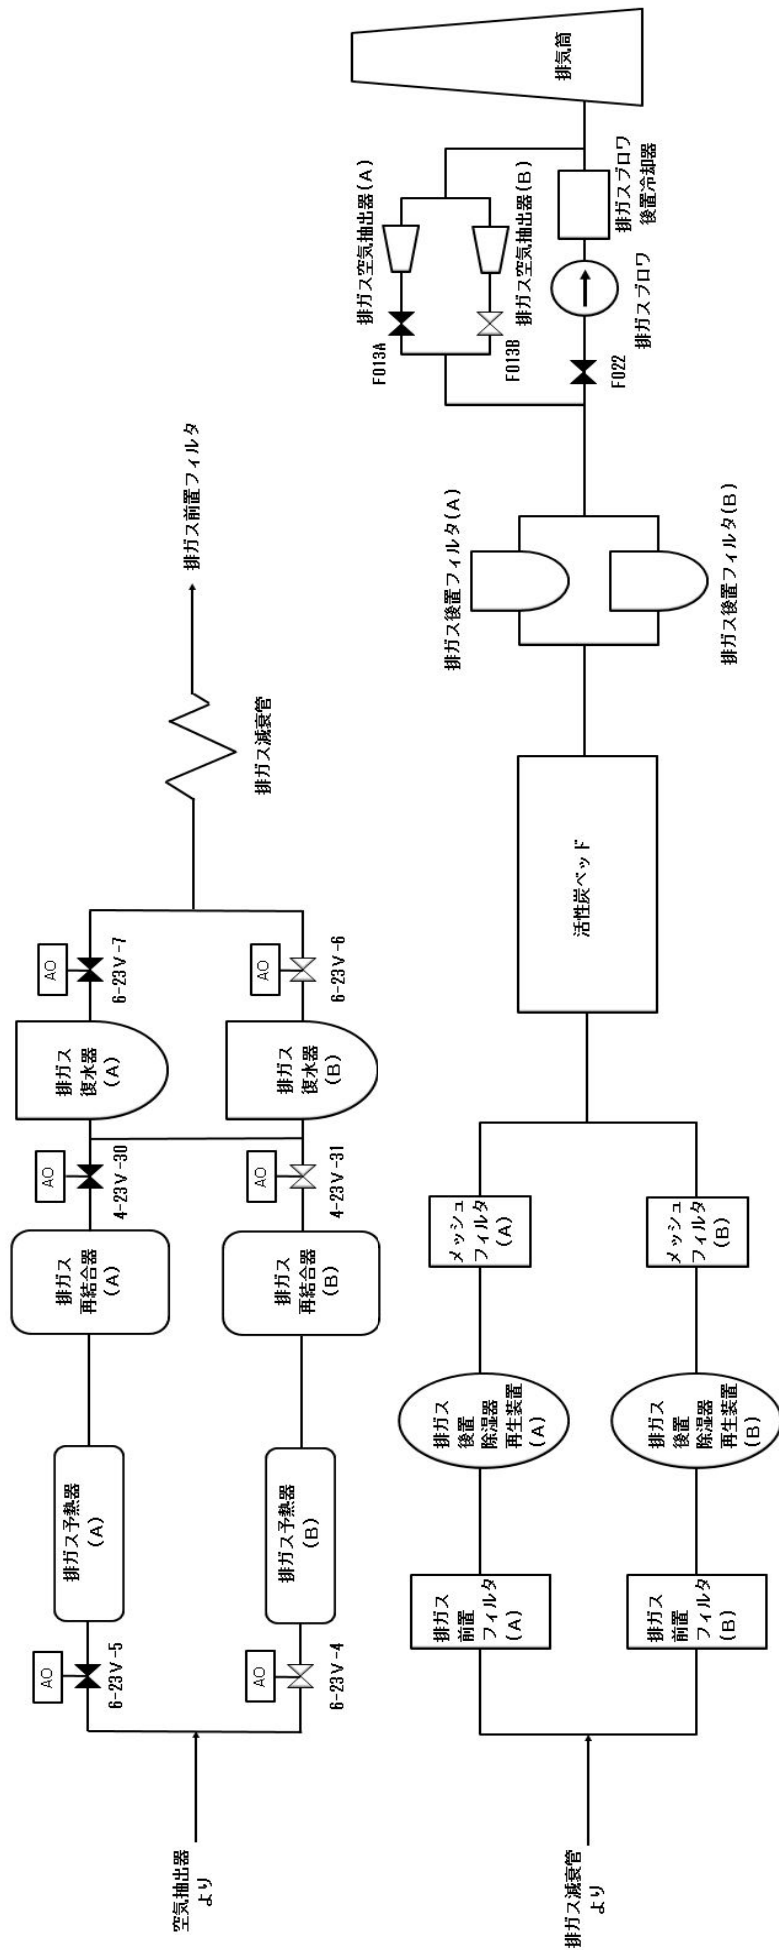 空気抽出器
より
AO
6-23V-5
AO
6-23V-4
排ガス予熱器
(A)
排ガス予熱器
(B)
排ガス
再結合器
(A)
排ガス
再結合器
(B)
AO
4-23V-30
AO
4-23V-31
排ガス
復水器
(A)
排ガス
復水器
(B)
AO
6-23V-7
AO
6-23V-6
排ガス減衰管
排ガス前置フィルタ
排ガス減衰管
より
排ガス
前置
フィルタ
(A)
排ガス
前置
フィルタ
(B)
排ガス
後置
除湿器
再生装置
(A)
排ガス
後置
除湿器
再生装置
(B)
メッシュ
フィルタ
(A)
メッシュ
フィルタ
(B)
活性炭ベッド
排ガス後置フィルタ(A)
排ガス後置フィルタ(B)
F013A
排ガス空気抽出器(A)
F013B
排ガス空気抽出器(B)
F022
排ガスブロワ
排ガスブロワ
後置冷却器
排気筒